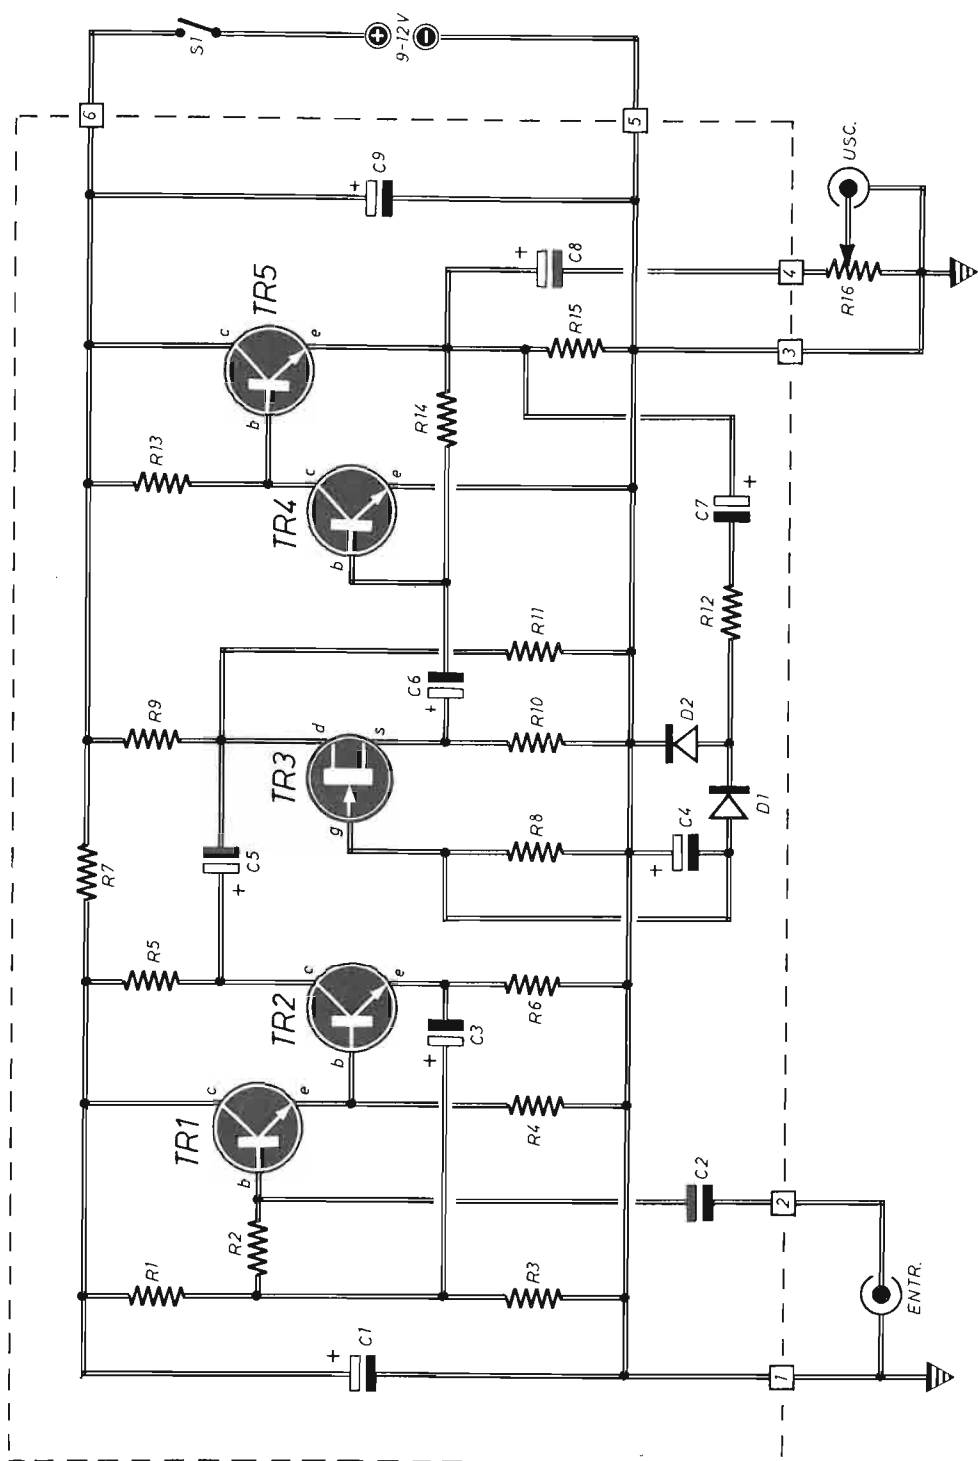 6
S1
+
9-12V
-
5
+
C9
TR5
c
e
b
R13
TR4
c
e
b
R14
+
C8
R15
4
3
R16
USC.
C7
+
R12
R9
R11
TR3
d
s
g
C6
+
R10
R8
D2
D1
C4
+
R7
C5
+
R5
TR2
c
e
b
R6
C3
+
TR1
c
e
b
R4
R2
R1
R3
C2
2
C1
+
1
ENTR.